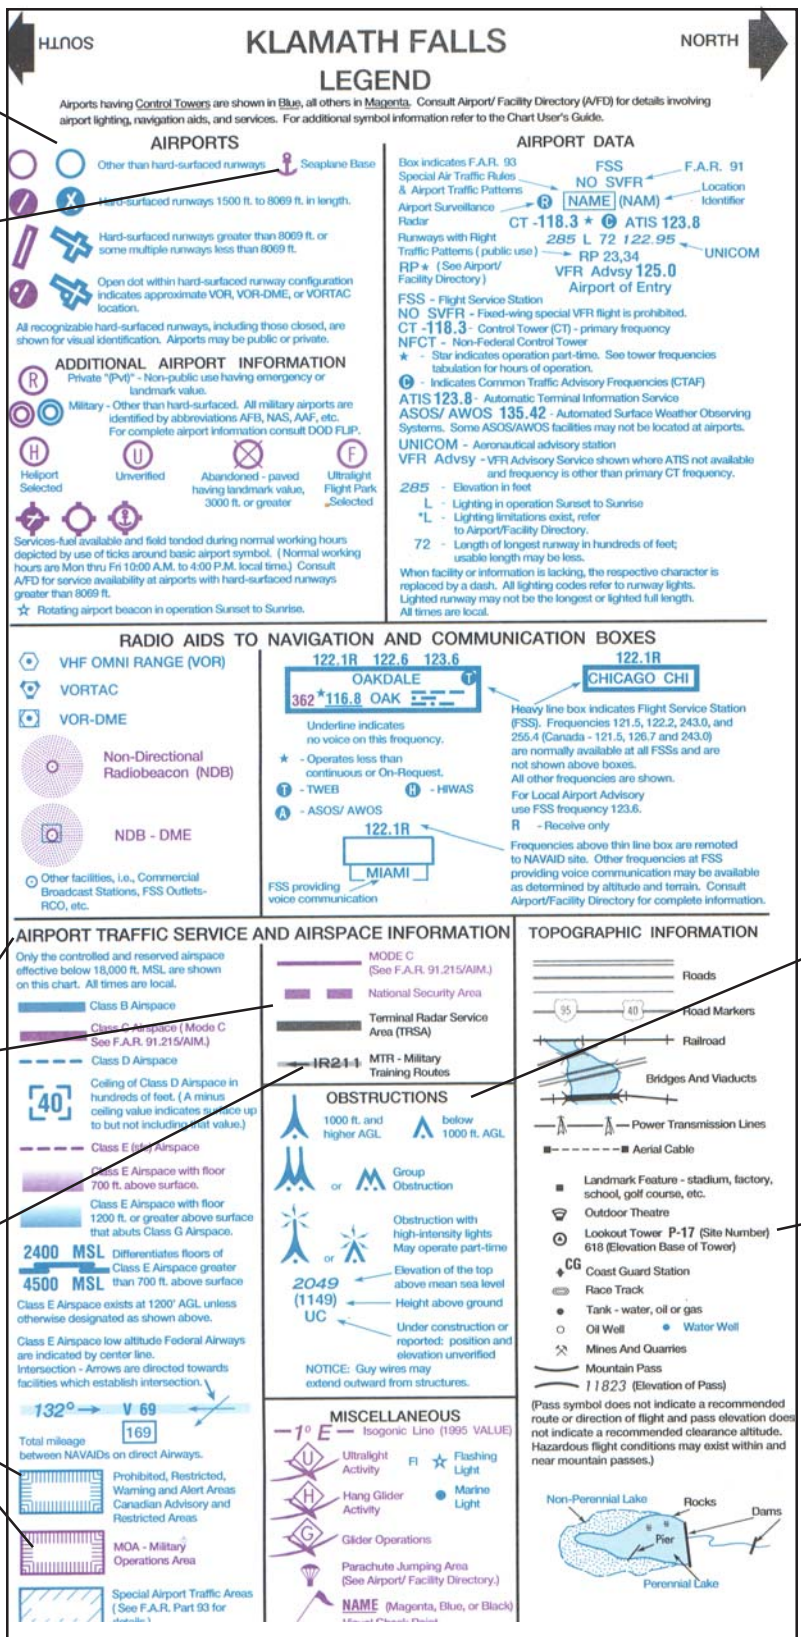 SOUTH
KLAMATH FALLS
NORTH
LEGEND
Airports having Control Towers are shown in Blue, all others in Magenta. Consult Airport/ Facility Directory (A/FD) for details involving
airport lighting, navigation aids, and services. For additional symbol information refer to the Chart User's Guide.
AIRPORTS
Other than hard-surfaced runways
Seaplane Base
Hard-surfaced runways 1500 ft. to 8069 ft. in length.
Hard-surfaced runways greater than 8069 ft. or
some multiple runways less than 8069 ft.
Open dot within hard-surfaced runway configuration
indicates approximate VOR, VOR-DME, or VORTAC
location.
All recognizable hard-surfaced runways, including those closed, are
shown for visual identification. Airports may be public or private.
ADDITIONAL AIRPORT INFORMATION
R
Private "(Pvt)" - Non-public use having emergency or
landmark value.
Military - Other than hard-surfaced. All military airports are
identified by abbreviations AFB, NAS, AAF, etc.
For complete airport information consult DOD FLIP.
H
U
F
Heliport
Selected
Unverified
Abandoned - paved
having landmark value,
3000 ft. or greater
Ultralight
Flight Park
Selected
Services-fuel available and field tonded during normal working hours
depicted by use of ticks around basic airport symbol. ( Normal working
hours are Mon thru Fri 10:00 A.M. to 4:00 P.M. local time.) Consult
A/FD for service availability at airports with hard-surfaced runways
greater than 8069 ft.
☆ Rotating airport beacon in operation Sunset to Sunrise.
AIRPORT DATA
Box indicates F.A.R. 93
Special Air Traffic Rules
& Airport Traffic Patterns
Airport Surveillance
Radar
Runways with Right
Traffic Patterns ( public use )
RP★ (See Airport/
Facility Directory )
FSS
NO SVFR
R NAME (NAM)
CT -118.3 ★ C ATIS 123.8
285 L 72 122.95
RP 23,34
VFR Advsy 125.0
Airport of Entry
F.A.R. 91
Location
Identifier
UNICOM
FSS - Flight Service Station
NO SVFR - Fixed-wing special VFR flight is prohibited.
CT -118.3 - Control Tower (CT) - primary frequency
NFCT - Non-Federal Control Tower
★ - Star indicates operation part-time. See tower frequencies
tabulation for hours of operation.
C - Indicates Common Traffic Advisory Frequencies (CTAF)
ATIS 123.8 - Automatic Terminal Information Service
ASOS/ AWOS 135.42 - Automated Surface Weather Observing
Systems. Some ASOS/AWOS facilities may not be located at airports.
UNICOM - Aeronautical advisory station
VFR Advsy - VFR Advisory Service shown where ATIS not available
and frequency is other than primary CT frequency.
285 - Elevation in feet
L - Lighting in operation Sunset to Sunrise
*L - Lighting limitations exist, refer
to Airport/Facility Directory.
72 - Length of longest runway in hundreds of feet;
usable length may be less.
When facility or information is lacking, the respective character is
replaced by a dash. All lighting codes refer to runway lights.
Lighted runway may not be the longest or lighted full length.
All times are local.
RADIO AIDS TO NAVIGATION AND COMMUNICATION BOXES
VHF OMNI RANGE (VOR)
VORTAC
VOR-DME
Non-Directional
Radiobeacon (NDB)
NDB - DME
Other facilities, i.e., Commercial
Broadcast Stations, FSS Outlets-
RCO, etc.
122.1R 122.6 123.6
OAKDALE T
362 ★116.8 OAK
Underline indicates
no voice on this frequency.
★ - Operates less than
continuous or On-Request.
T - TWEB H - HIWAS
A - ASOS/ AWOS
122.1R
MIAMI
FSS providing
voice communication
122.1R
CHICAGO CHI
Heavy line box indicates Flight Service Station
(FSS). Frequencies 121.5, 122.2, 243.0, and
255.4 (Canada - 121.5, 126.7 and 243.0)
are normally available at all FSSs and are
not shown above boxes.
All other frequencies are shown.
For Local Airport Advisory
use FSS frequency 123.6.
R - Receive only
Frequencies above thin line box are remoted
to NAVAID site. Other frequencies at FSS
providing voice communication may be available
as determined by altitude and terrain. Consult
Airport/Facility Directory for complete information.
AIRPORT TRAFFIC SERVICE AND AIRSPACE INFORMATION
Only the controlled and reserved airspace
effective below 18,000 ft. MSL are shown
on this chart. All times are local.
Class B Airspace
Class C Airspace ( Mode C
See F.A.R. 91.215/AIM.)
Class D Airspace
40
Ceiling of Class D Airspace in
hundreds of feet. ( A minus
ceiling value indicates surface up
to but not including that value.)
Class E (sfc) Airspace
Class E Airspace with floor
700 ft. above surface.
Class E Airspace with floor
1200 ft. or greater above surface
that abuts Class G Airspace.
2400 MSL
4500 MSL
Differentiates floors of
Class E Airspace greater
than 700 ft. above surface
Class E Airspace exists at 1200' AGL unless
otherwise designated as shown above.
Class E Airspace low altitude Federal Airways
are indicated by center line.
Intersection - Arrows are directed towards
facilities which establish intersection.
132° → V 69
169
Total mileage
between NAVAIDs on direct Airways.
Prohibited, Restricted,
Warning and Alert Areas
Canadian Advisory and
Restricted Areas
MOA - Military
Operations Area
Special Airport Traffic Areas
( See F.A.R. Part 93 for
details.)
MODE C
(See F.A.R. 91.215/AIM.)
National Security Area
Terminal Radar Service
Area (TRSA)
IR211
MTR - Military
Training Routes
OBSTRUCTIONS
1000 ft. and
higher AGL
below
1000 ft. AGL
or
Group
Obstruction
or
Obstruction with
high-intensity lights
May operate part-time
2049
(1149)
UC
Elevation of the top
above mean sea level
Height above ground
Under construction or
reported: position and
elevation unverified
NOTICE: Guy wires may
extend outward from structures.
MISCELLANEOUS
1° E
Isogonic Line (1995 VALUE)
U
Ultralight
Activity
Fl
Flashing
Light
H
Hang Glider
Activity
Marine
Light
G
Glider Operations
Parachute Jumping Area
(See Airport/ Facility Directory.)
NAME (Magenta, Blue, or Black)
Visual Check Point
TOPOGRAPHIC INFORMATION
Roads
95
40
Road Markers
Railroad
Bridges And Viaducts
Power Transmission Lines
Aerial Cable
Landmark Feature - stadium, factory,
school, golf course, etc.
Outdoor Theatre
Lookout Tower P-17 (Site Number)
618 (Elevation Base of Tower)
CG
Coast Guard Station
Race Track
Tank - water, oil or gas
Oil Well
Water Well
Mines And Quarries
Mountain Pass
11823 (Elevation of Pass)
(Pass symbol does not indicate a recommended
route or direction of flight and pass elevation does
not indicate a recommended clearance altitude.
Hazardous flight conditions may exist within and
near mountain passes.)
Non-Perennial Lake
Rocks
Dams
Pier
Perennial Lake